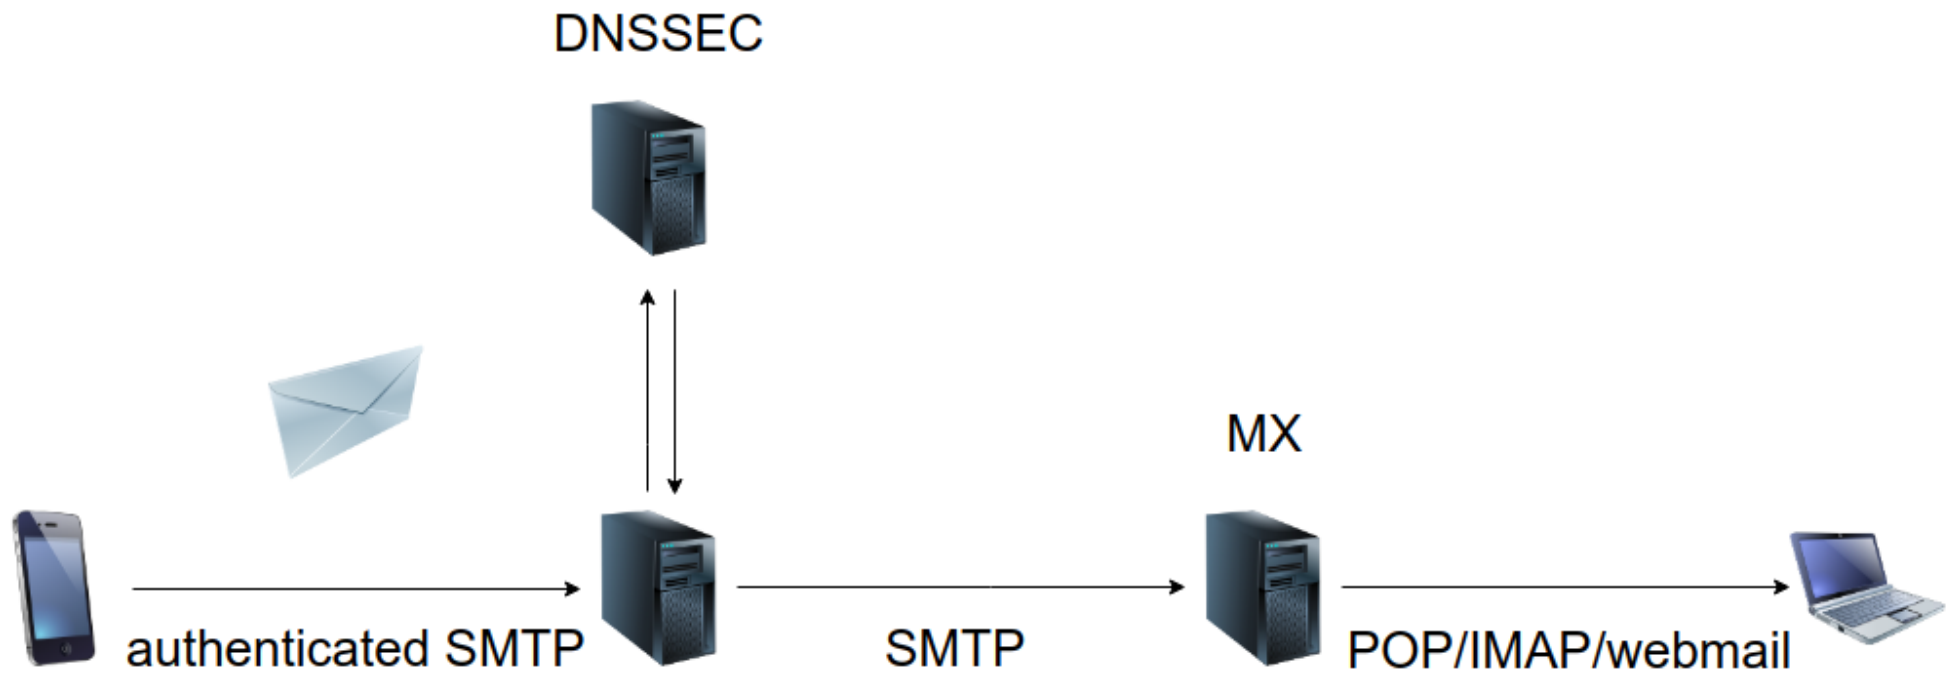 DNSSEC
MX
authenticated SMTP
SMTP
POP/IMAP/webmail